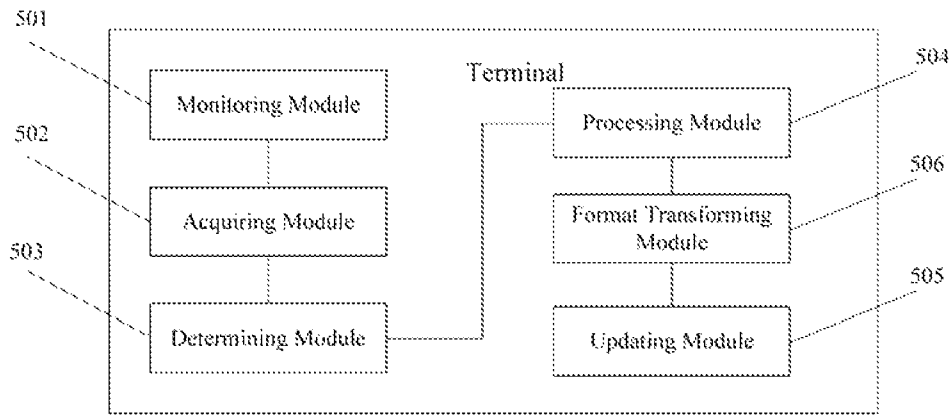 501
Terminal
504
Monitoring Module
Processing Module
502
506
Acquiring Module
Format Transforming
Module
503
505
Determining Module
Updating Module